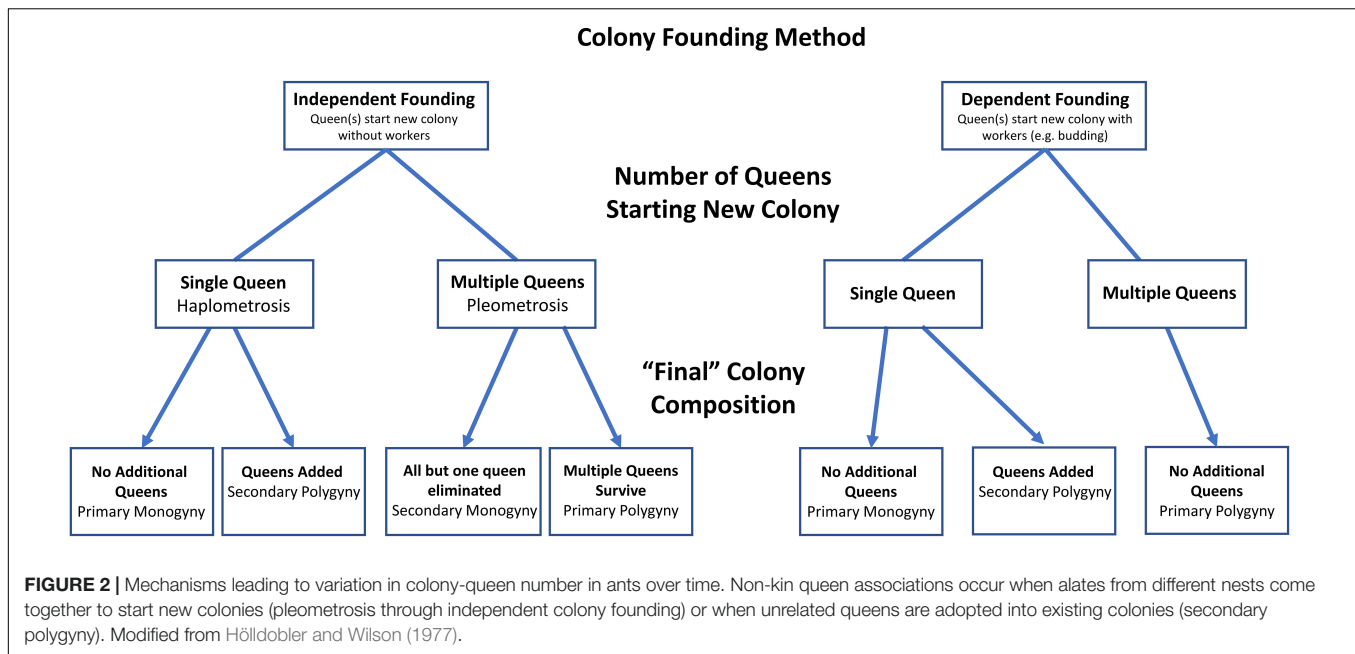 Colony Founding Method
Independent Founding
Queen(s) start new colony
without workers
Dependent Founding
Queen(s) start new colony with
workers (e.g. budding)
Number of Queens
Starting New Colony
Single Queen
Haplometrosis
Multiple Queens
Pleometrosis
Single Queen
Multiple Queens
“Final” Colony
Composition
No Additional
Queens
Primary Monogyny
Queens Added
Secondary Polygyny
All but one queen
eliminated
Secondary Monogyny
Multiple Queens
Survive
Primary Polygyny
No Additional
Queens
Primary Monogyny
Queens Added
Secondary Polygyny
No Additional
Queens
Primary Polygyny
FIGURE 2 | Mechanisms leading to variation in colony-queen number in ants over time. Non-kin queen associations occur when alates from different nests come
together to start new colonies (pleometrosis through independent colony founding) or when unrelated queens are adopted into existing colonies (secondary
polygyny). Modified from Hölldobler and Wilson (1977).